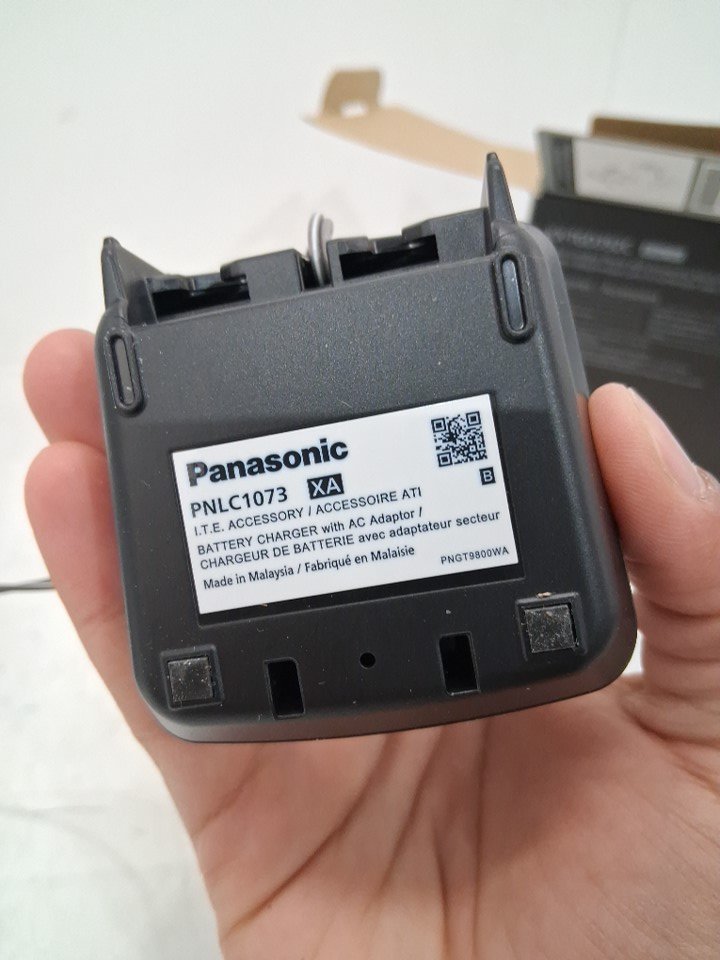 Panasonic
PNLC1073 XA
B
I.T.E. ACCESSORY / ACCESSOIRE ATI
BATTERY CHARGER with AC Adaptor /
CHARGEUR DE BATTERIE avec adaptateur secteur
Made in Malaysia / Fabriqué en Malaisie
PNGT9800WA